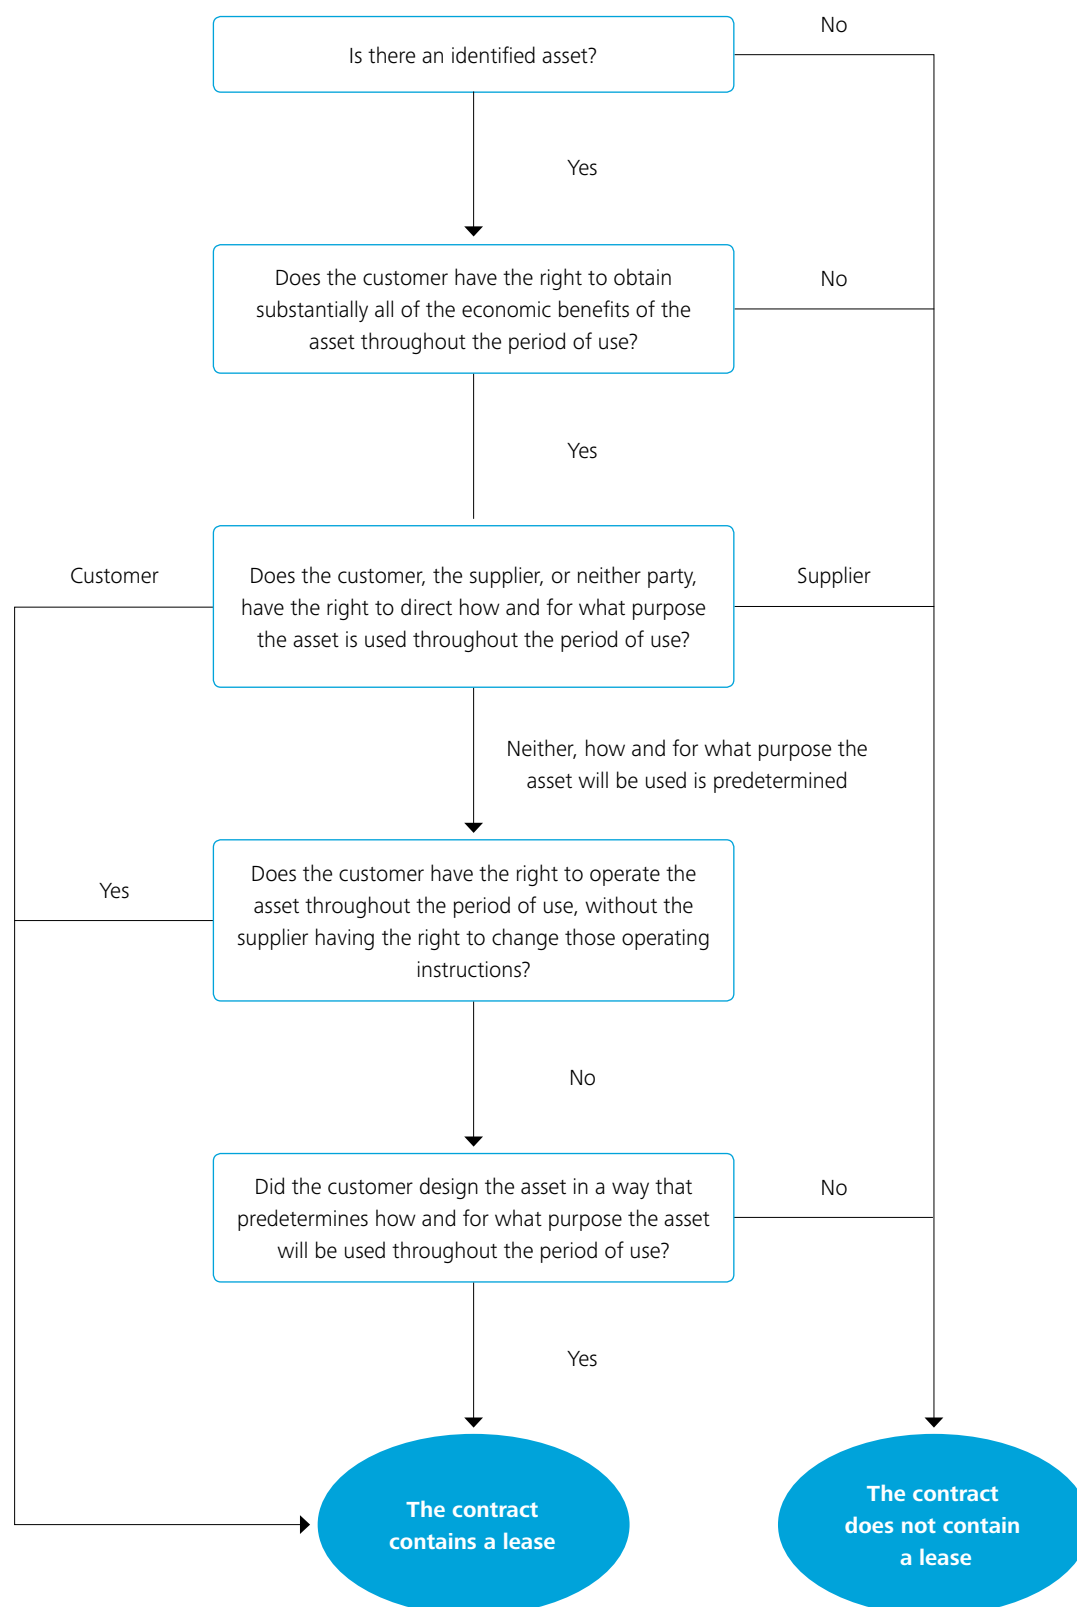 Is there an identified asset?
No
Yes
Does the customer have the right to obtain
substantially all of the economic benefits of the
asset throughout the period of use?
No
Yes
Customer
Does the customer, the supplier, or neither party,
have the right to direct how and for what purpose
the asset is used throughout the period of use?
Supplier
Neither, how and for what purpose the
asset will be used is predetermined
Yes
Does the customer have the right to operate the
asset throughout the period of use, without the
supplier having the right to change those operating
instructions?
No
Did the customer design the asset in a way that
predetermines how and for what purpose the asset
will be used throughout the period of use?
No
Yes
The contract
contains a lease
The contract
does not contain
a lease